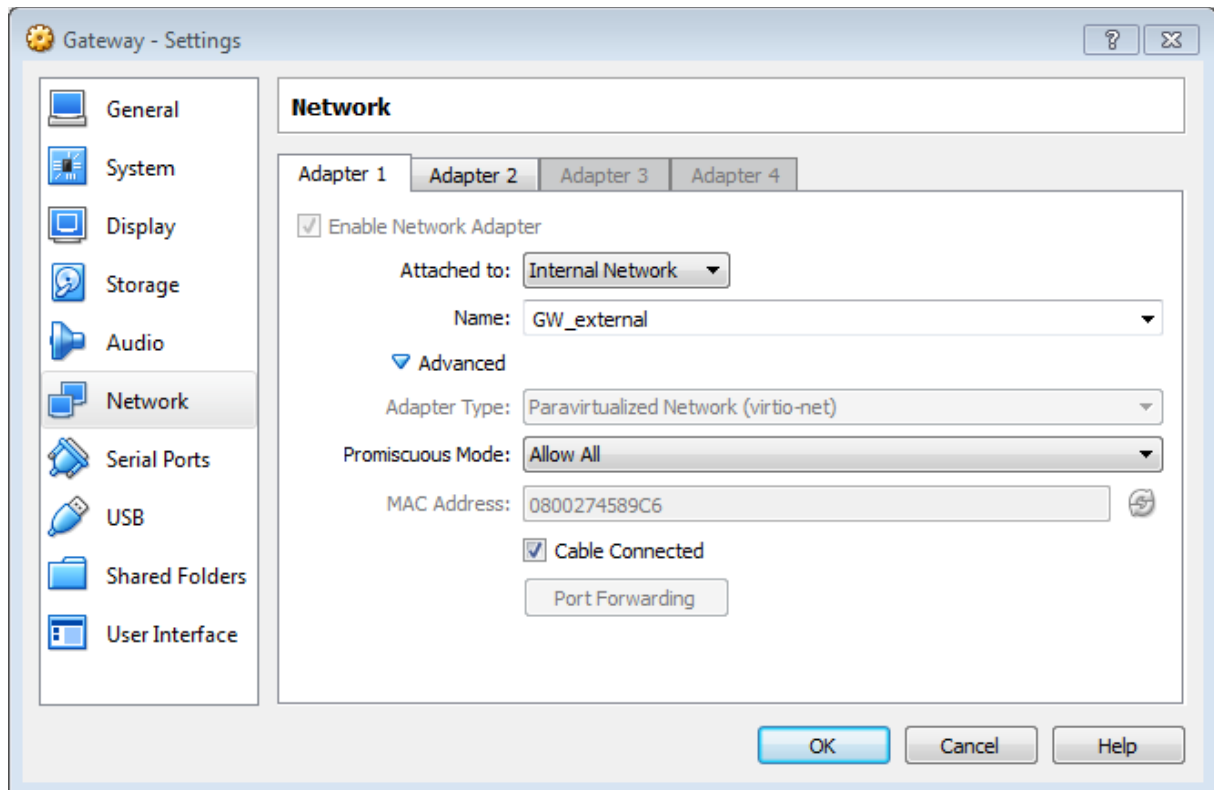 Gateway - Settings
General
System
Display
Storage
Audio
Network
Serial Ports
USB
Shared Folders
User Interface
Network
Adapter 1 Adapter 2 Adapter 3 Adapter 4
Enable Network Adapter
Attached to: Internal Network
Name: GW_external
Advanced
Adapter Type: Paravirtualized Network (virtio-net)
Promiscuous Mode: Allow All
MAC Address: 0800274589C6
Cable Connected
Port Forwarding
OK Cancel Help